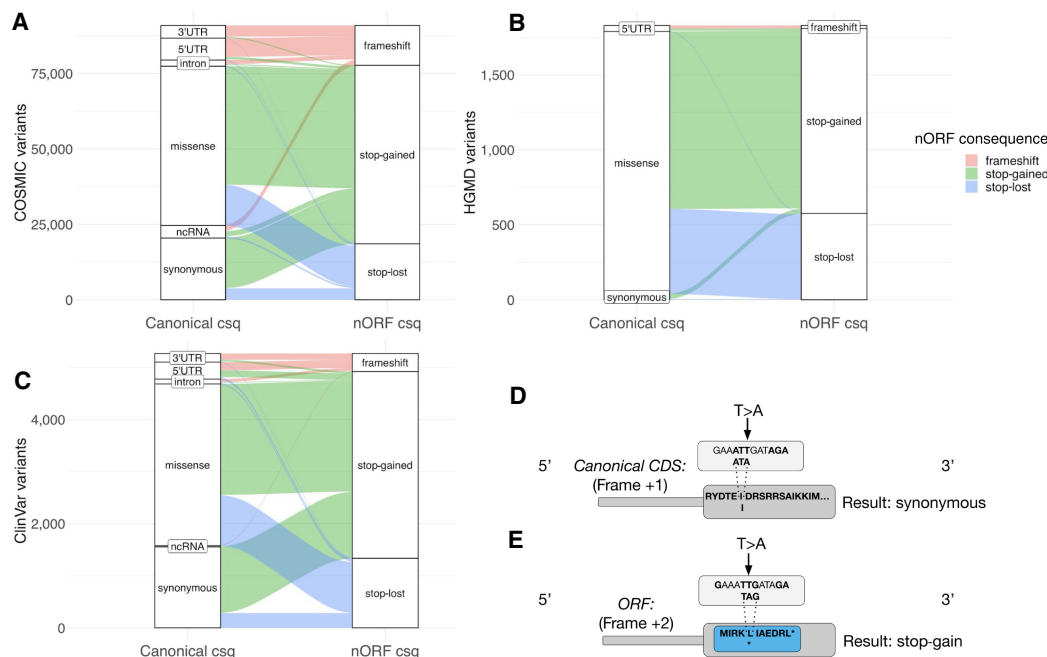 A
3'UTR
5'UTR
intron
missense
ncRNA
synonymous
frameshift
stop-gained
stop-lost
75,000
50,000
25,000
0
COSMIC variants
Canonical csq
nORF csq
B
5'UTR
missense
synonymous
frameshift
stop-gained
stop-lost
1,500
1,000
500
0
HGMD variants
Canonical csq
nORF csq
nORF consequence
frameshift
stop-gained
stop-lost
C
3'UTR
5'UTR
intron
missense
ncRNA
synonymous
frameshift
stop-gained
stop-lost
4,000
2,000
0
ClinVar variants
Canonical csq
nORF csq
D
T>A
GAAATTGATAGA
ATA
5'
3'
Canonical CDS:
(Frame +1)
RYDTE I DRSRRSAIKKIM...
I
Result: synonymous
E
T>A
GAAATTGATAGA
TAG
5'
3'
ORF:
(Frame +2)
MIRK L IAEDRL*
*
Result: stop-gain